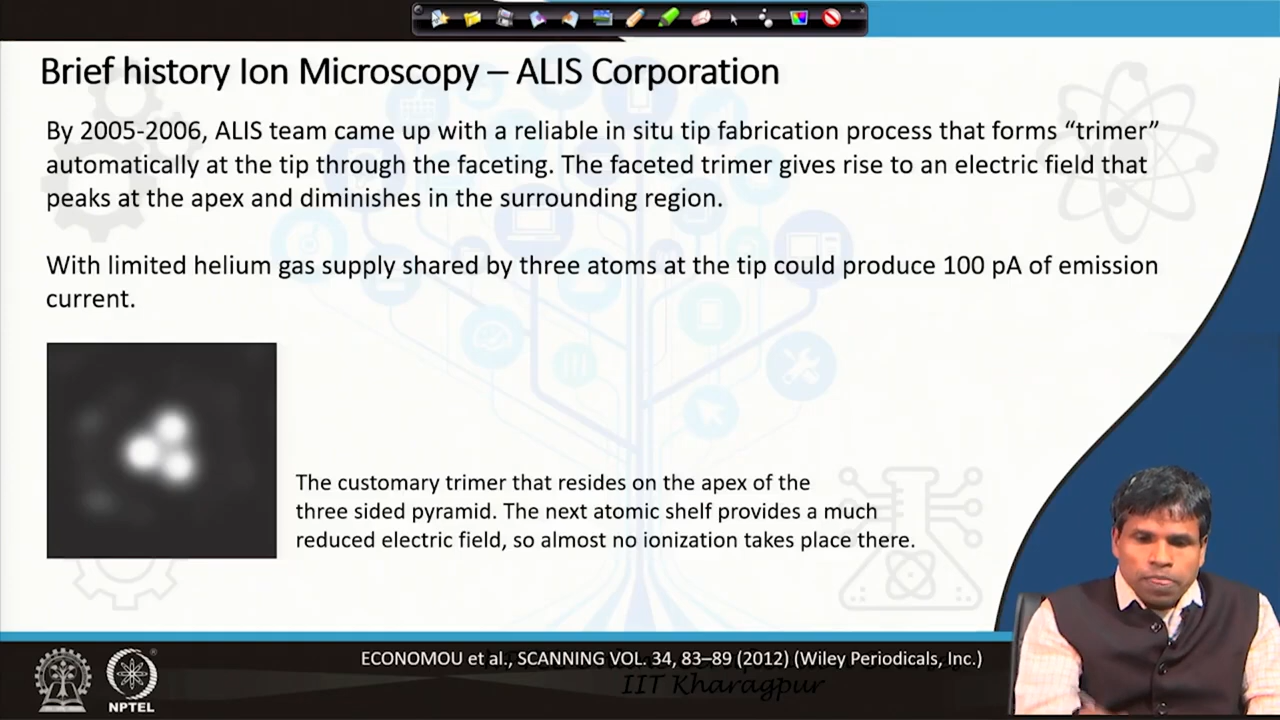 Brief history Ion Microscopy – ALIS Corporation
By 2005-2006, ALIS team came up with a reliable in situ tip fabrication process that forms “trimer”
automatically at the tip through the faceting. The faceted trimer gives rise to an electric field that
peaks at the apex and diminishes in the surrounding region.
With limited helium gas supply shared by three atoms at the tip could produce 100 pA of emission
current.
The customary trimer that resides on the apex of the
three sided pyramid. The next atomic shelf provides a much
reduced electric field, so almost no ionization takes place there.
ECONOMOU et al., SCANNING VOL. 34, 83–89 (2012) (Wiley Periodicals, Inc.)
IIT Kharagpur
NPTEL